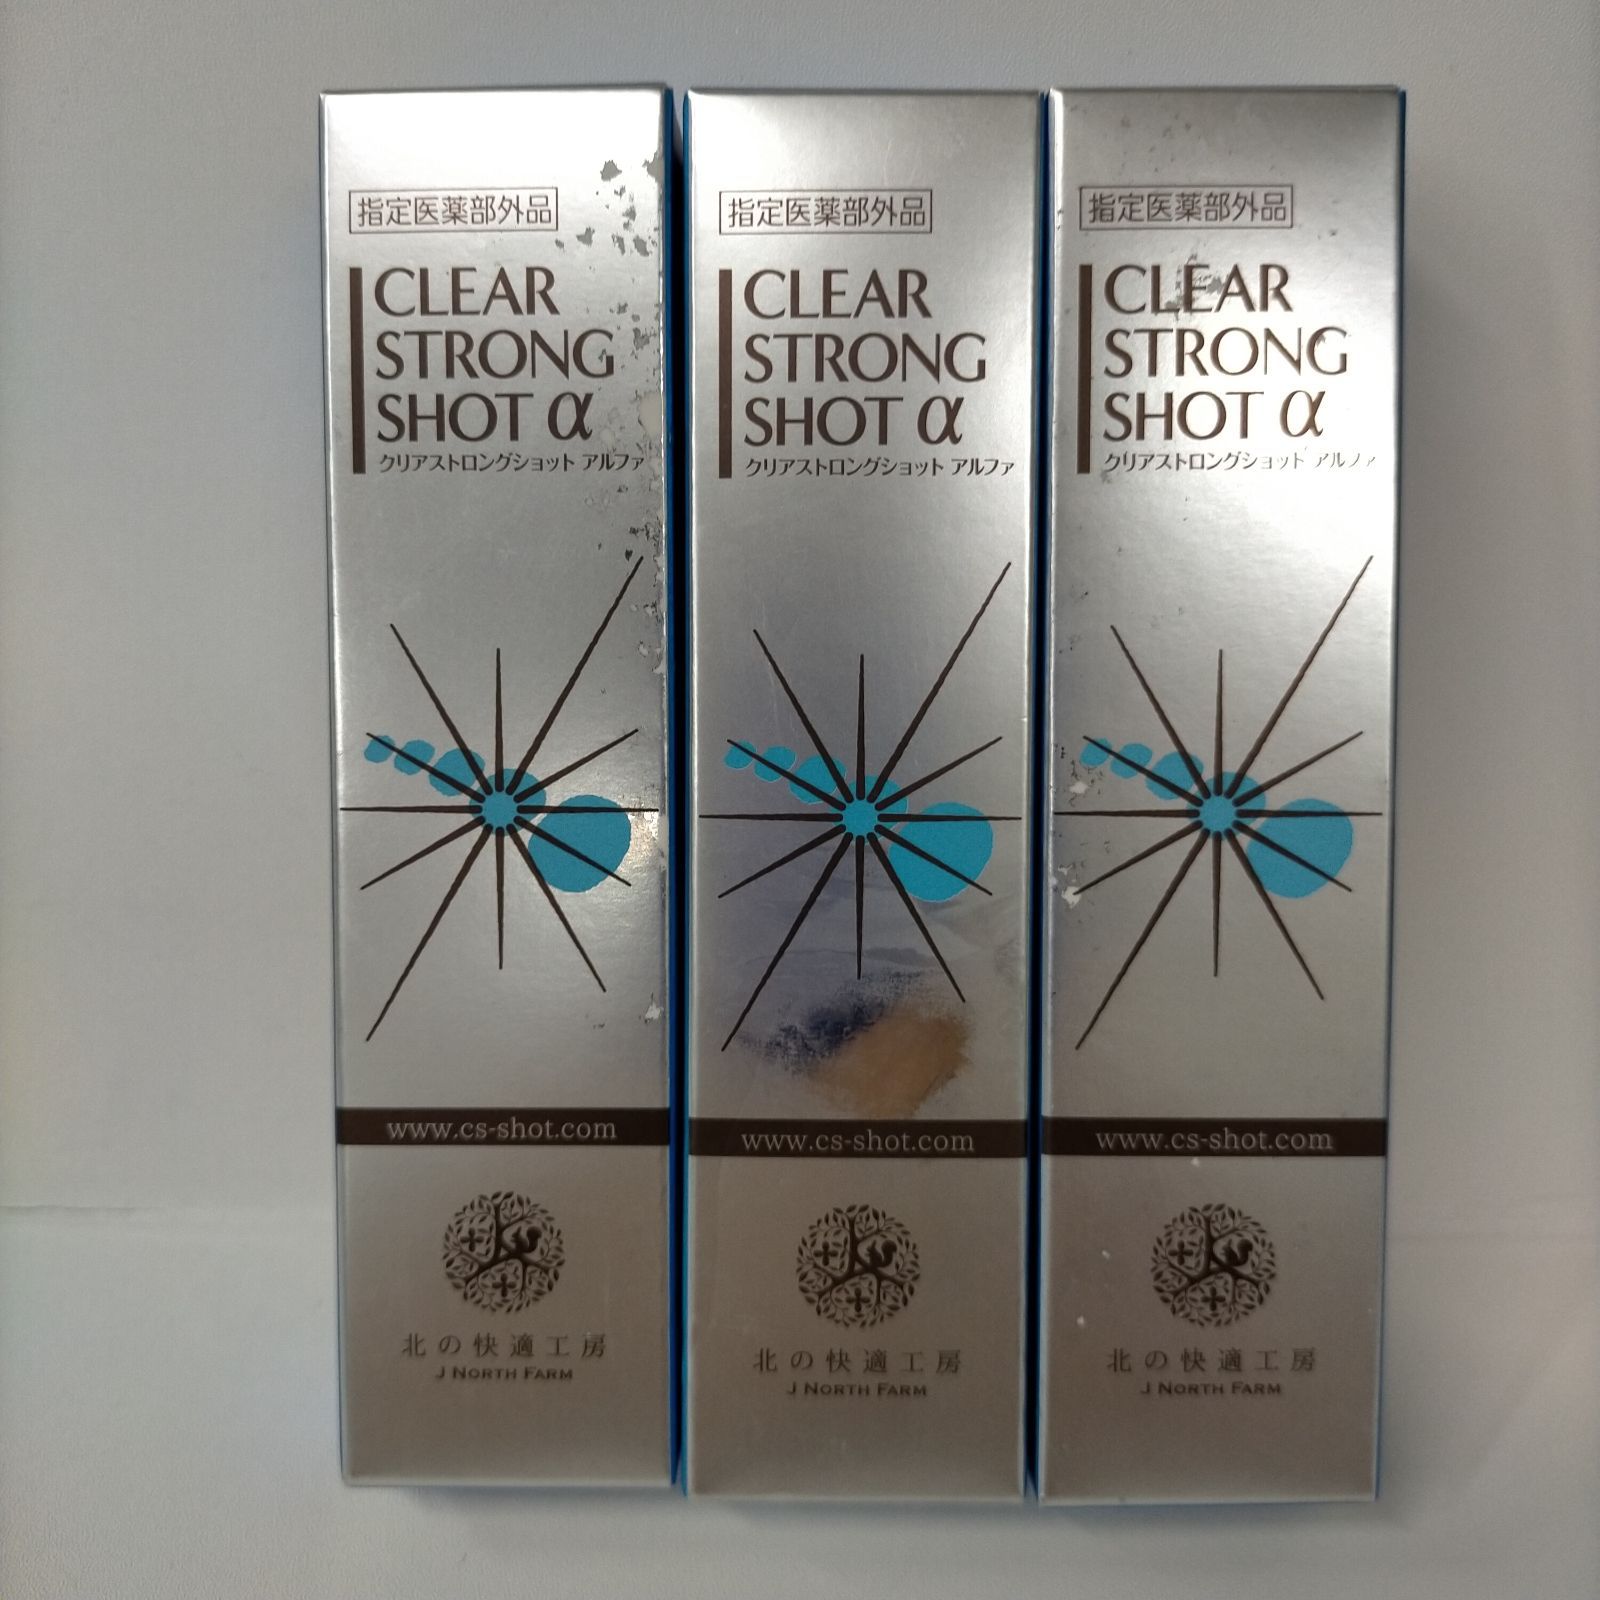 指定医薬部外品
CLEAR
STRONG
SHOT α
クリアストロングショット アルファ
www.cs-shot.com
北の快適工房
J NORTH FARM
指定医薬部外品
CLEAR
STRONG
SHOT α
クリアストロングショット アルファ
www.cs-shot.com
北の快適工房
J NORTH FARM
指定医薬部外品
CLEAR
STRONG
SHOT α
クリアストロングショット アルファ
www.cs-shot.com
北の快適工房
J NORTH FARM